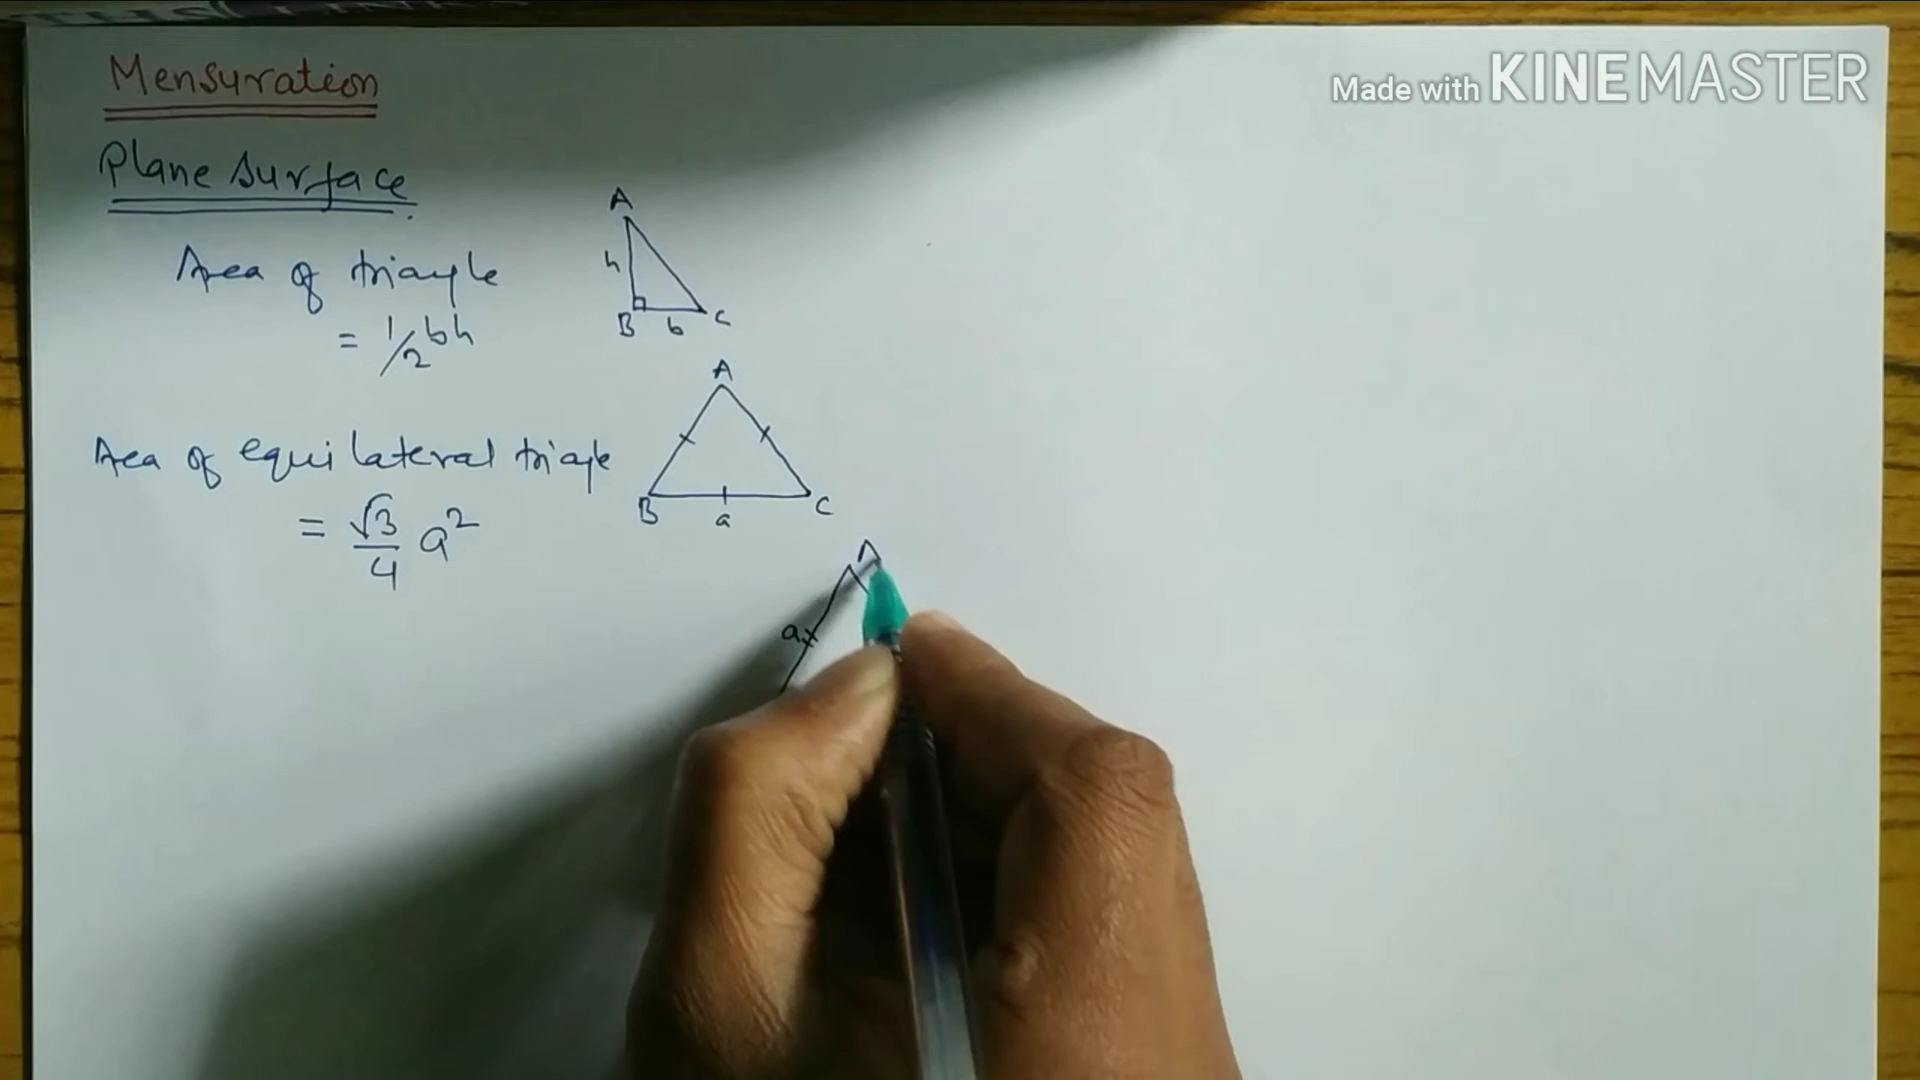 Made with KINEMASTER
Mensuration
Plane surface
Area of triangle
= 1/2 bh
A
h
B b C
Area of equilateral triangle
= √3/4 a²
A
B a C
A
a